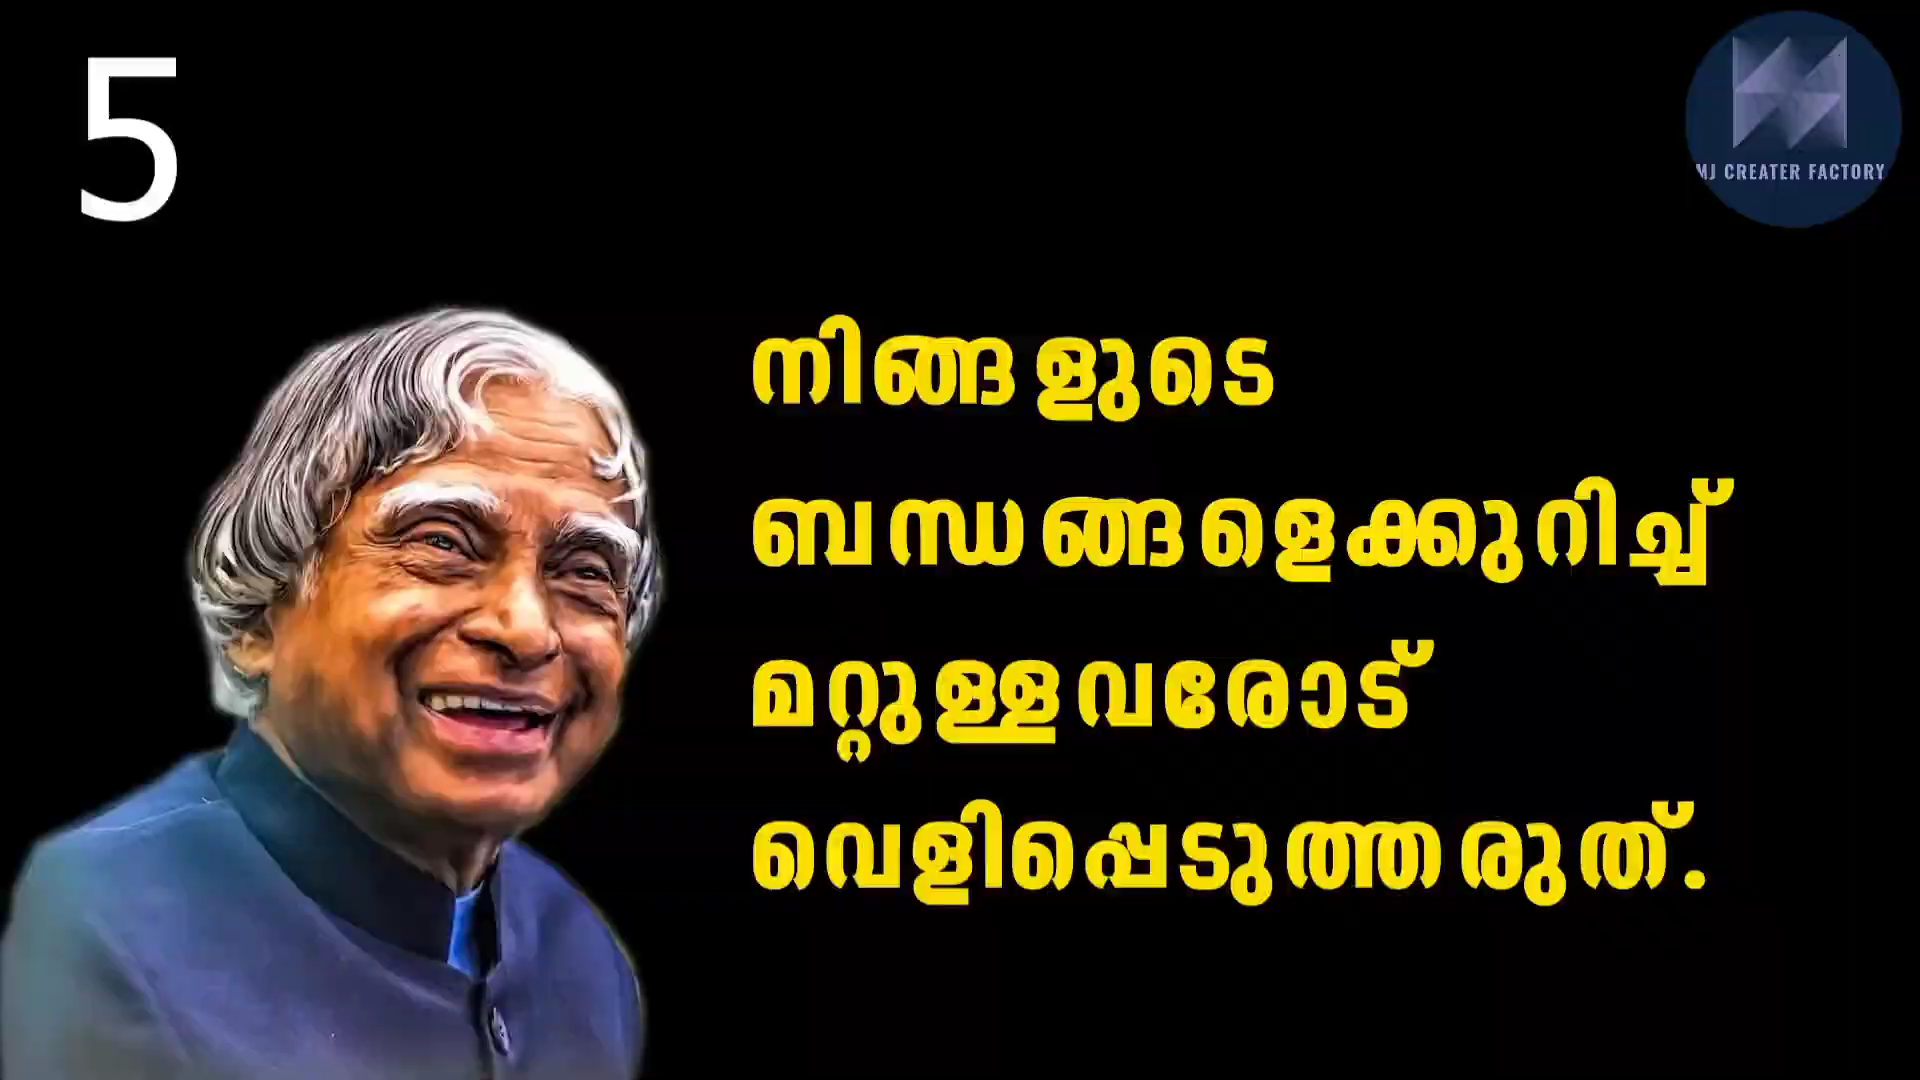 5
MJ CREATER FACTORY
നിങ്ങളുടെ
ബന്ധങ്ങളെക്കുറിച്ച്
മറ്റുള്ളവരോട്
വെളിപ്പെടുത്തരുത്.